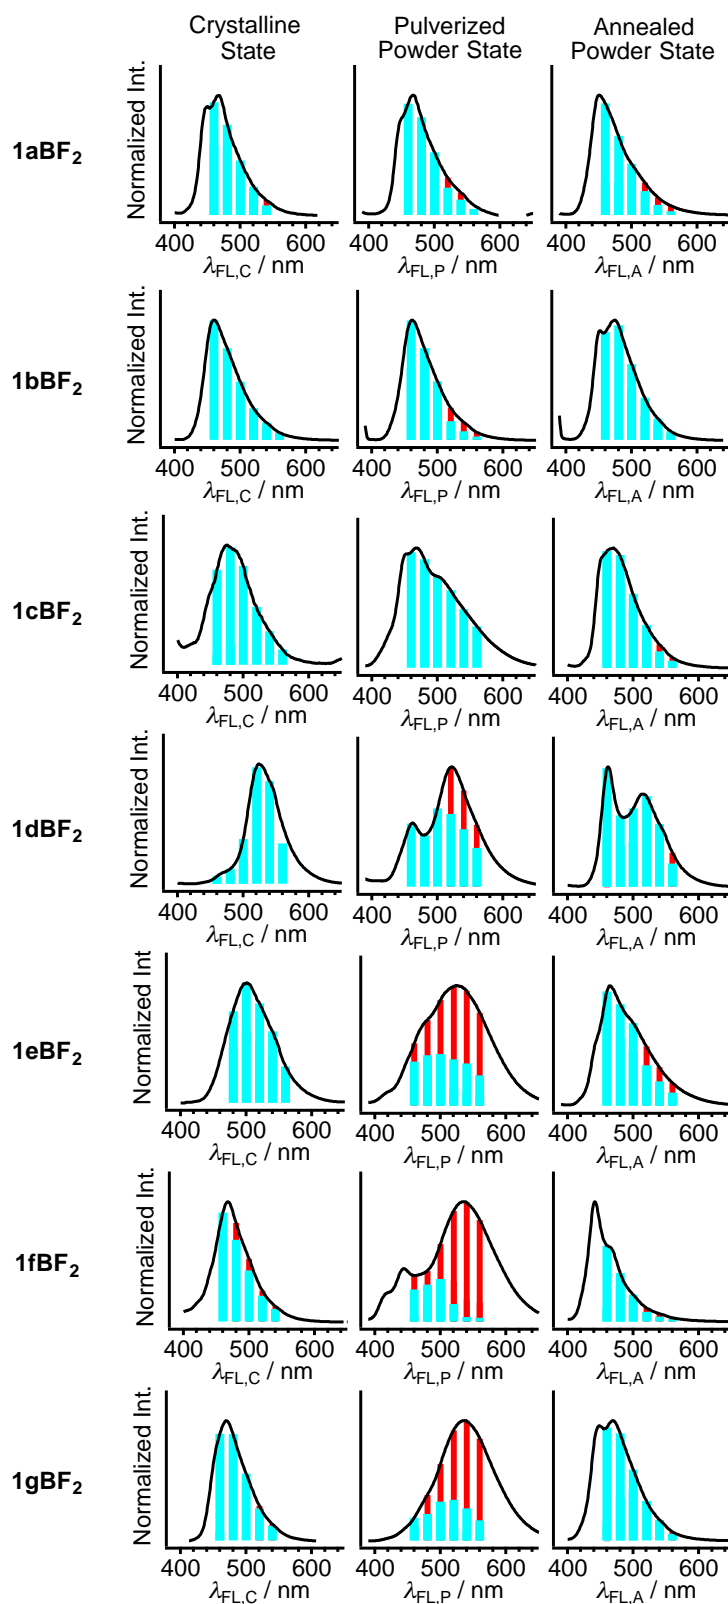 Crystalline
State
Pulverized
Powder State
Annealed
Powder State
1aBF2
Normalized Int.
400 500 600
400 500 600
400 500 600
λFL,C / nm
λFL,P / nm
λFL,A / nm
1bBF2
Normalized Int.
400 500 600
400 500 600
400 500 600
λFL,C / nm
λFL,P / nm
λFL,A / nm
1cBF2
Normalized Int.
400 500 600
400 500 600
400 500 600
λFL,C / nm
λFL,P / nm
λFL,A / nm
1dBF2
Normalized Int.
400 500 600
400 500 600
400 500 600
λFL,C / nm
λFL,P / nm
λFL,A / nm
1eBF2
Normalized Int
400 500 600
400 500 600
400 500 600
λFL,C / nm
λFL,P / nm
λFL,A / nm
1fBF2
Normalized Int.
400 500 600
400 500 600
400 500 600
λFL,C / nm
λFL,P / nm
λFL,A / nm
1gBF2
Normalized Int.
400 500 600
400 500 600
400 500 600
λFL,C / nm
λFL,P / nm
λFL,A / nm